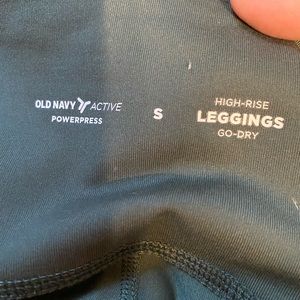 OLD NAVY ACTIVE
POWERPRESS
S
HIGH-RISE
LEGGINGS
GO-DRY